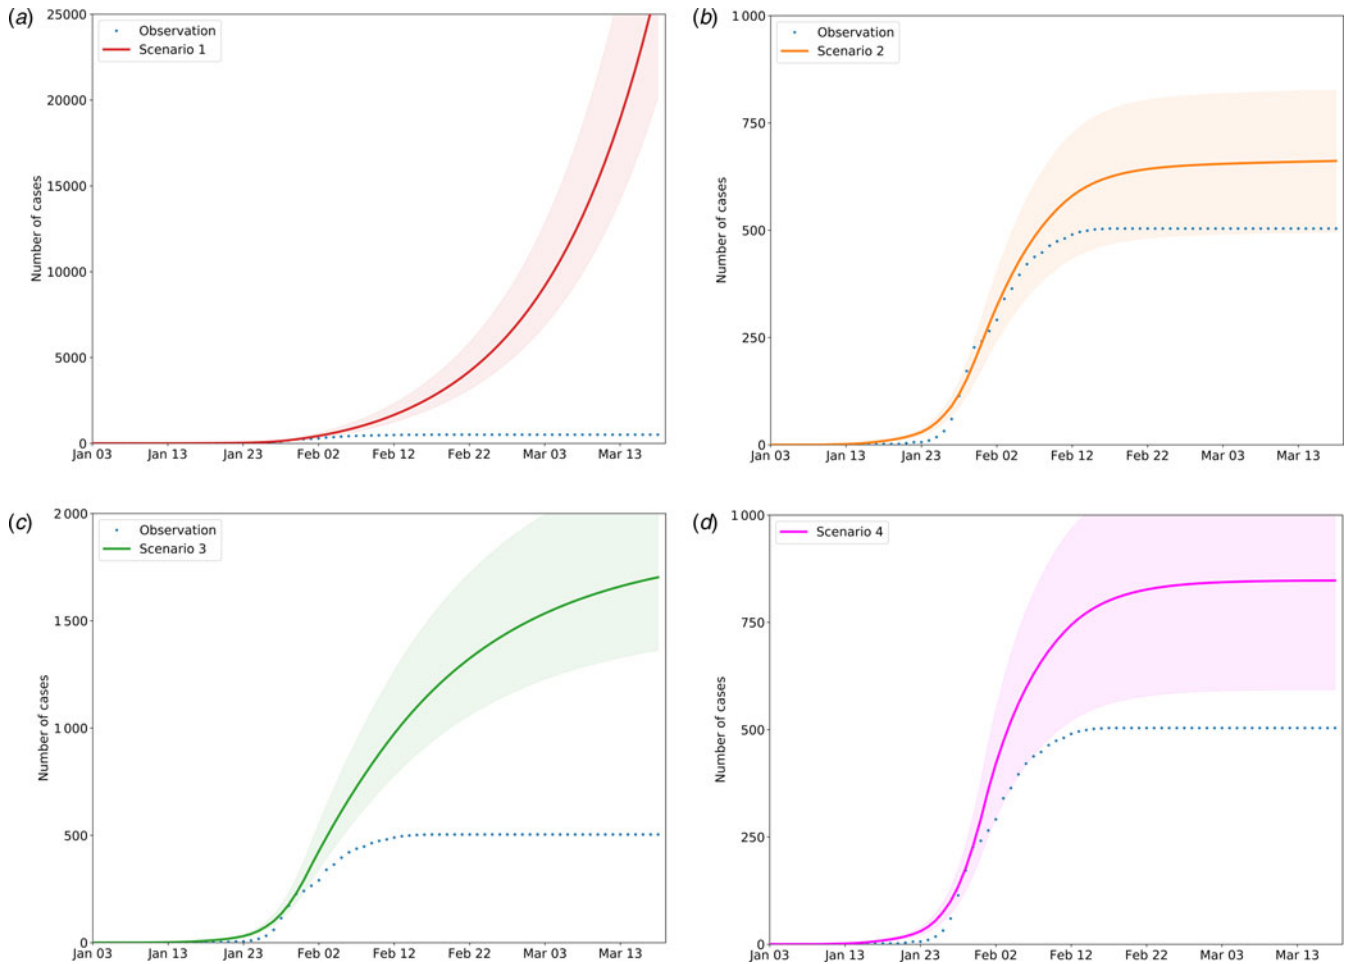 (a)
25000
20000
15000
10000
5000
0
Number of cases
Observation
Scenario 1
Jan 03 Jan 13 Jan 23 Feb 02 Feb 12 Feb 22 Mar 03 Mar 13
(b)
1 000
750
500
250
0
Number of cases
Observation
Scenario 2
Jan 03 Jan 13 Jan 23 Feb 02 Feb 12 Feb 22 Mar 03 Mar 13
(c)
2 000
1 500
1 000
500
0
Number of cases
Observation
Scenario 3
Jan 03 Jan 13 Jan 23 Feb 02 Feb 12 Feb 22 Mar 03 Mar 13
(d)
1 000
750
500
250
0
Number of cases
Scenario 4
Jan 03 Jan 13 Jan 23 Feb 02 Feb 12 Feb 22 Mar 03 Mar 13